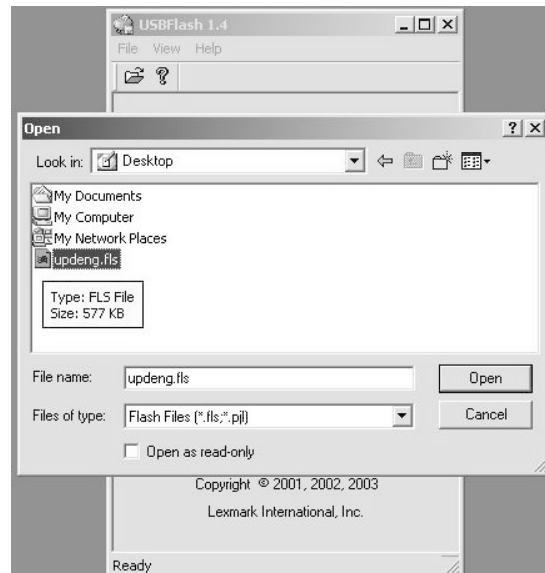 USBFlash 1.4
File View Help
Open
Look in: Desktop
My Documents
My Computer
My Network Places
updeng.fls
Type: FLS File
Size: 577 KB
File name: updeng.fls Open
Files of type: Flash Files (*.fls;*.pjl) Cancel
Open as read-only
Copyright © 2001, 2002, 2003
Lexmark International, Inc.
Ready